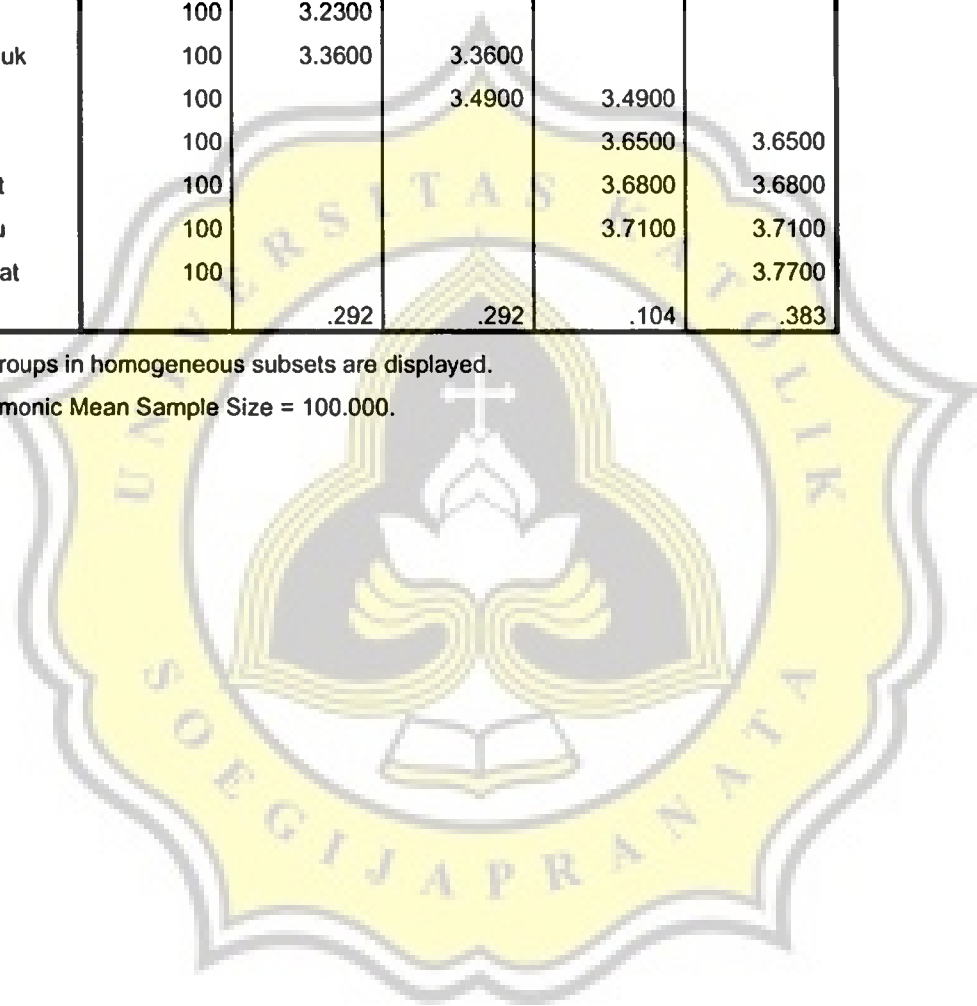 100 3.2300
uk 100 3.3600 3.3600
100 3.4900 3.4900
100 3.6500 3.6500
t 100 3.6800 3.6800
u 100 3.7100 3.7100
at 100 3.7700
.292 .292 .104 .383
roups in homogeneous subsets are displayed.
monic Mean Sample Size = 100.000.
UNIVERSITAS KATOLIK
SOEGIJAPRANATA